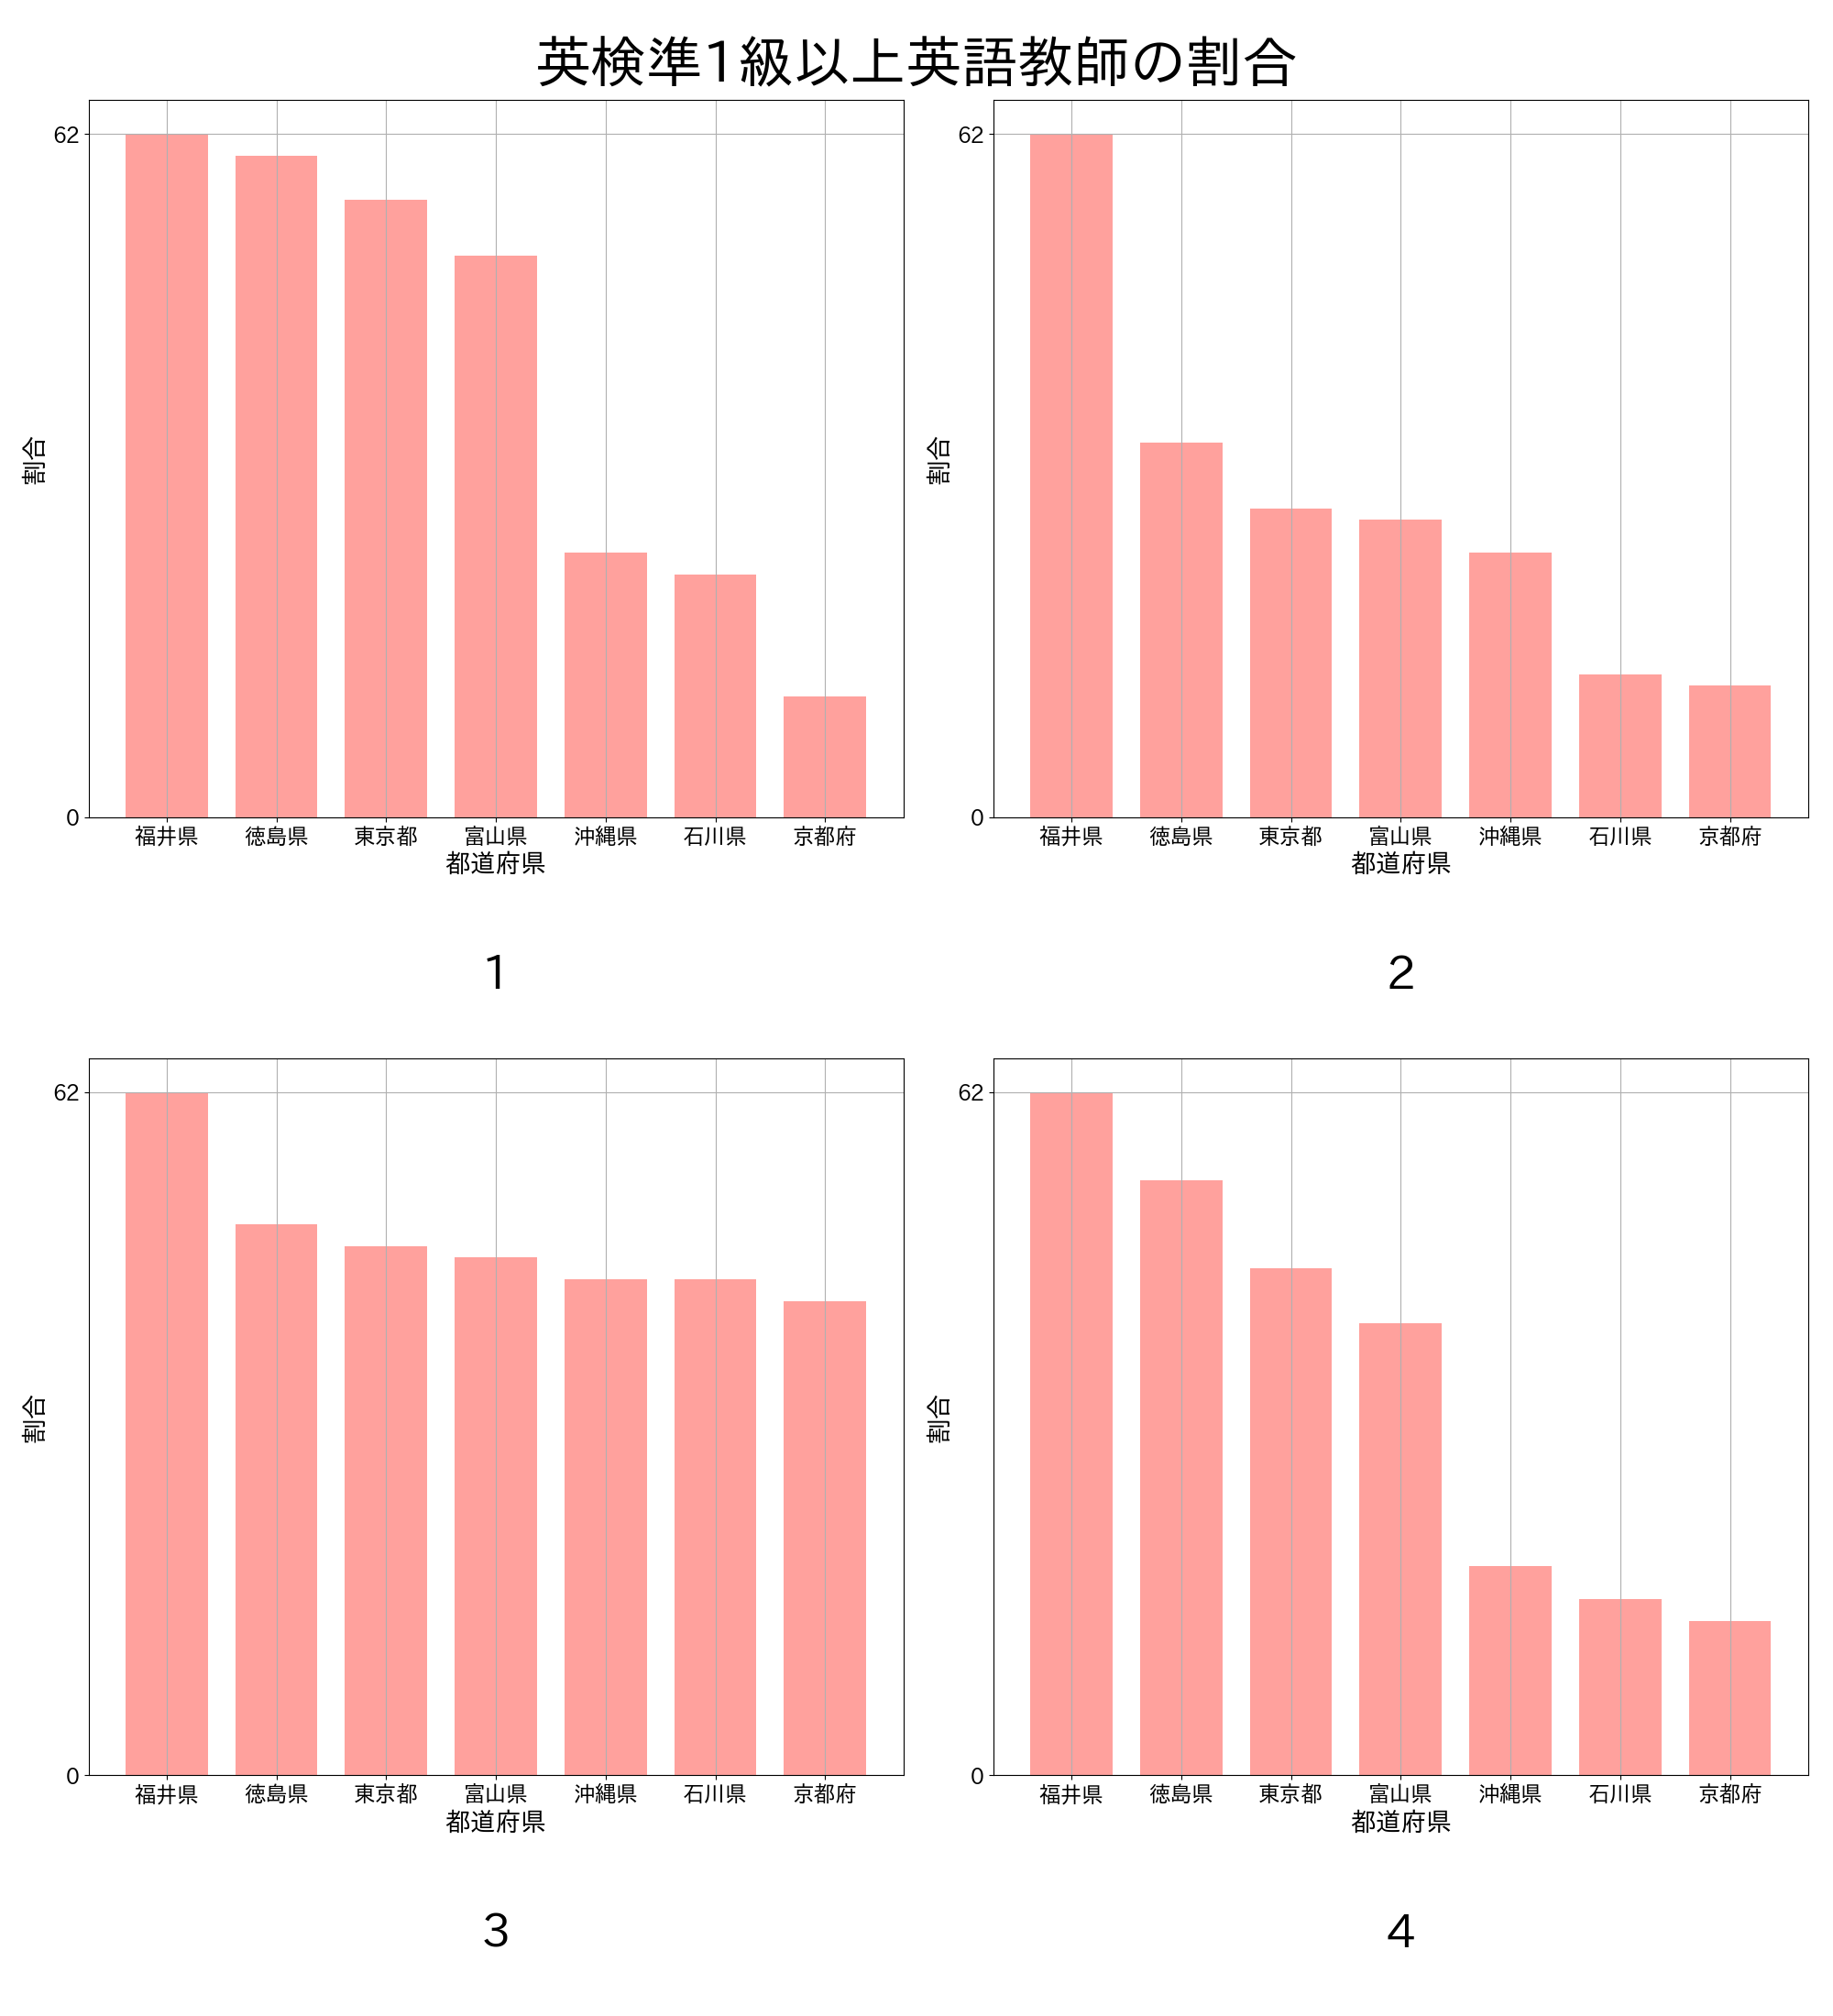 英検準1級以上英語教師の割合
62
0
割合
福井県 徳島県 東京都 富山県 沖縄県 石川県 京都府
都道府県
1
62
0
割合
福井県 徳島県 東京都 富山県 沖縄県 石川県 京都府
都道府県
2
62
0
割合
福井県 徳島県 東京都 富山県 沖縄県 石川県 京都府
都道府県
3
62
0
割合
福井県 徳島県 東京都 富山県 沖縄県 石川県 京都府
都道府県
4